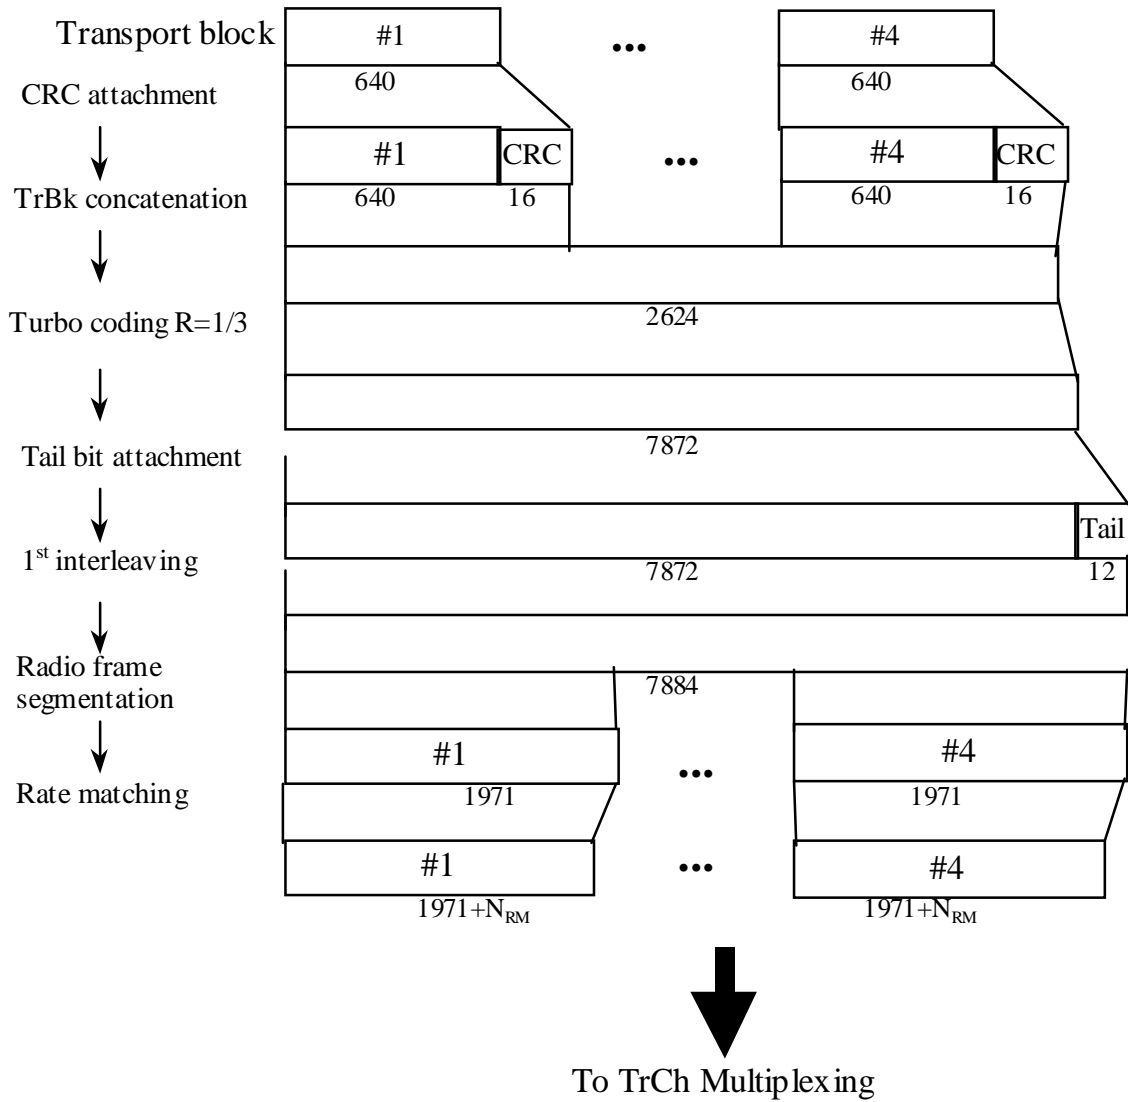 Transport block #1 ... #4
640 640
CRC attachment
#1 CRC ... #4 CRC
640 16 640 16
TrBk concatenation
2624
Turbo coding R=1/3
7872
Tail bit attachment
Tail
1st interleaving
7872 12
Radio frame
segmentation
7884
#1 ... #4
1971 1971
Rate matching
#1 ... #4
1971+NRM 1971+NRM
To TrCh Multiplexing